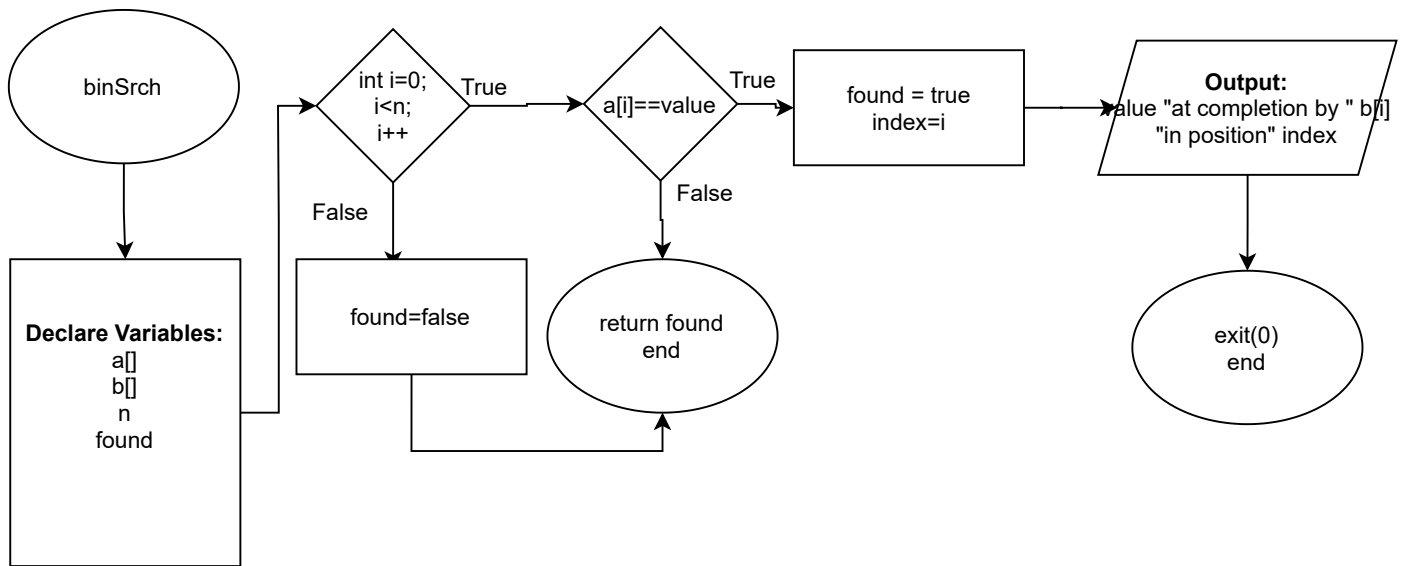 binSrch
Declare Variables:
a[]
b[]
n
found
int i=0;
i<n;
i++
True
False
found=false
a[i]==value
True
False
return found
end
found = true
index=i
Output:
value "at completion by " b[i]
"in position" index
exit(0)
end